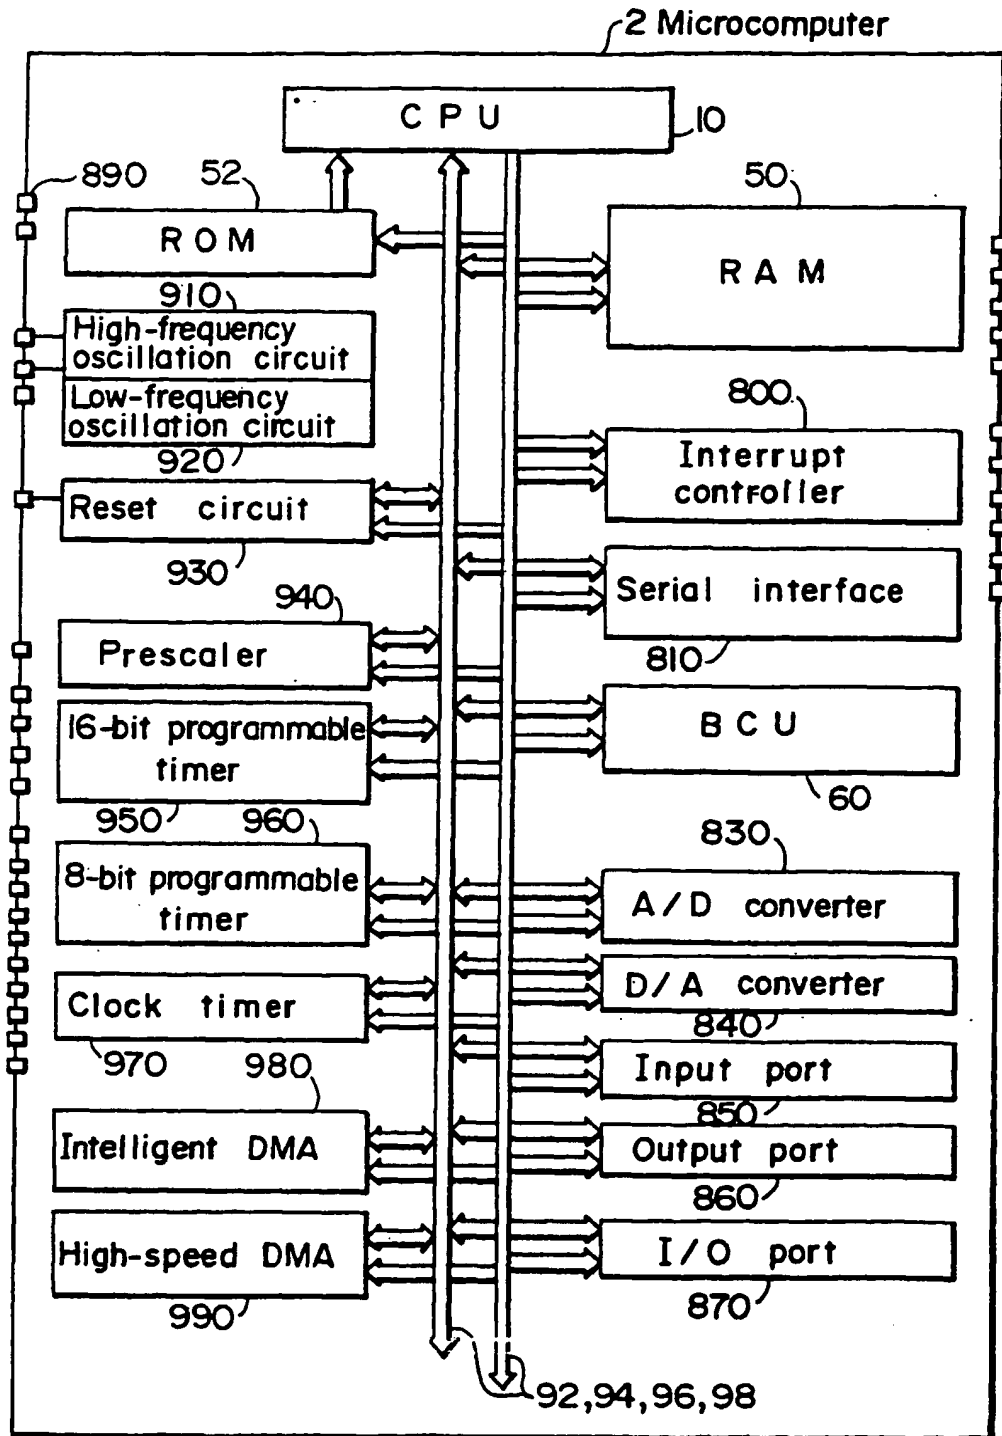 2 Microcomputer
CPU
10
890
52
ROM
50
RAM
910
High-frequency
oscillation circuit
Low-frequency
oscillation circuit
920
800
Interrupt
controller
Reset circuit
930
Serial interface
810
940
Prescaler
BCU
60
16-bit programmable
timer
950
960
8-bit programmable
timer
830
A/D converter
D/A converter
840
Clock timer
970
Input port
850
980
Intelligent DMA
Output port
860
High-speed DMA
990
I/O port
870
92,94,96,98